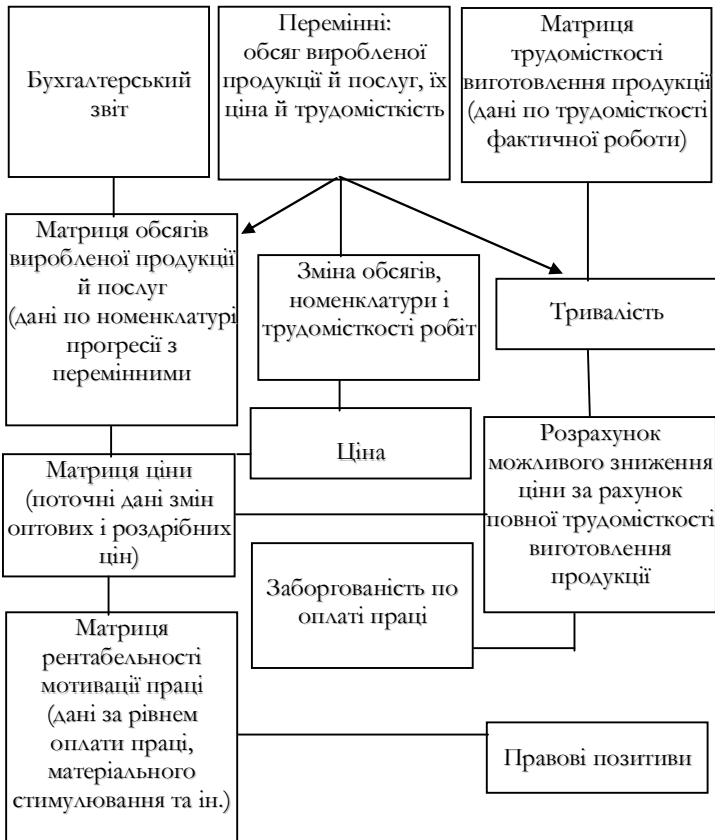 Бухгалтерський
звіт
Перемінні:
обсяг виробленої
продукції й послуг, їх
ціна й трудомісткість
Матриця
трудомісткості
виготовлення продукції
(дані по трудомісткості
фактичної роботи)
Матриця обсягів
виробленої продукції
й послуг
(дані по номенклатурі
прогресії з
перемінними
Зміна обсягів,
номенклатури і
трудомісткості робіт
Тривалість
Ціна
Матриця ціни
(поточні дані змін
оптових і роздрібних
цін)
Розрахунок
можливого зниження
ціни за рахунок
повної трудомісткості
виготовлення
продукції
Заборгованість по
оплаті праці
Матриця
рентабельності
мотивації праці
(дані за рівнем
оплати праці,
матеріального
стимулювання та ін.)
Правові позитиви